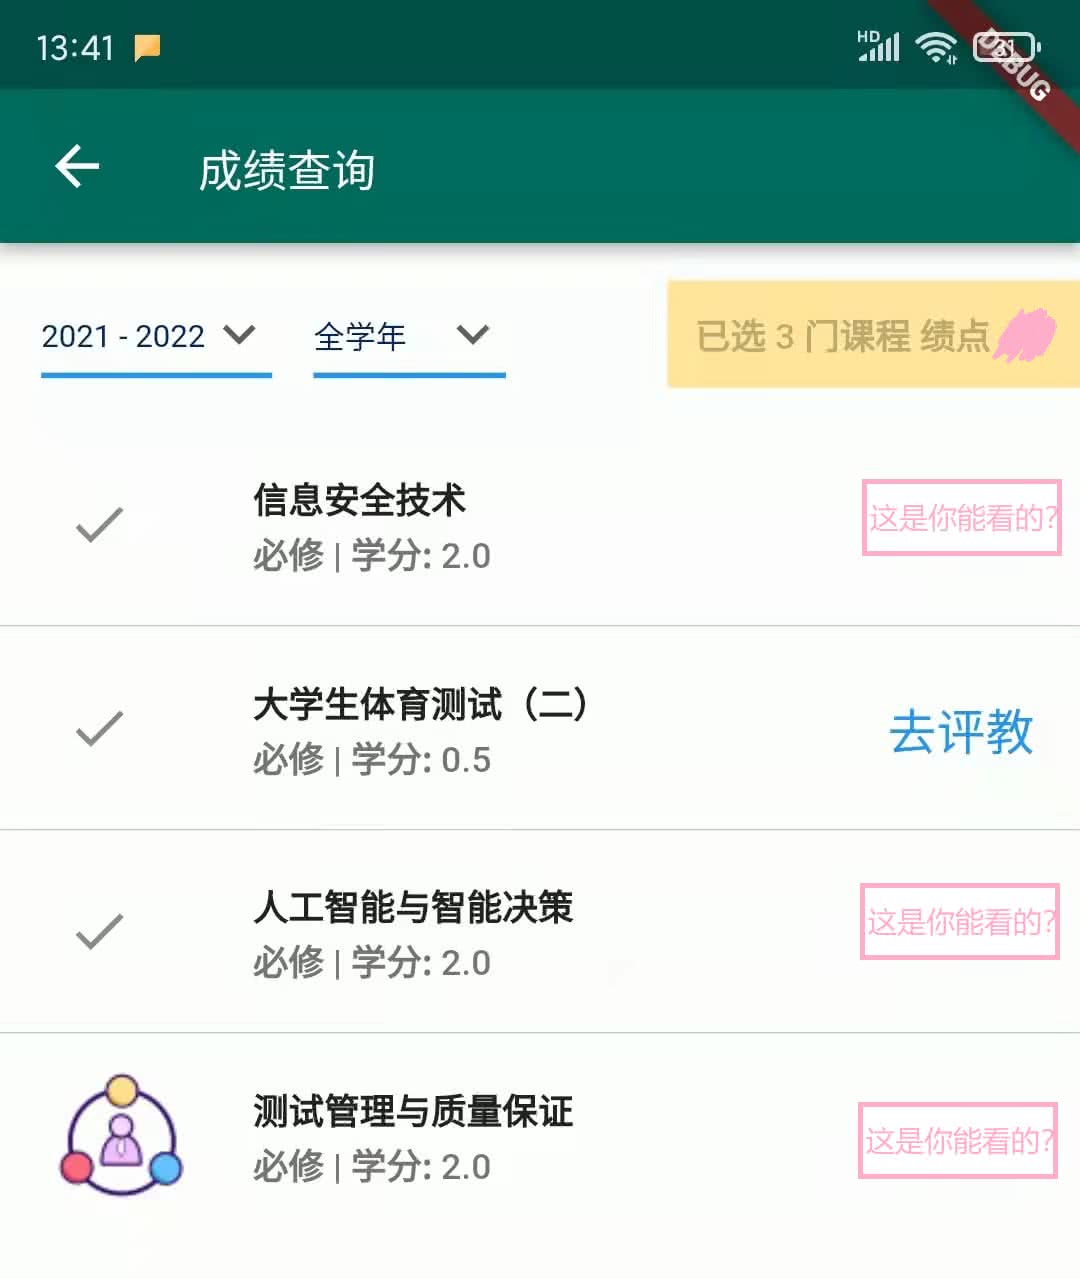 13:41
HD
DEBUG
成绩查询
2021 - 2022
全学年
已选 3 门课程 绩点
信息安全技术
必修 | 学分: 2.0
这是你能看的?
大学生体育测试（二）
必修 | 学分: 0.5
去评教
人工智能与智能决策
必修 | 学分: 2.0
这是你能看的?
测试管理与质量保证
必修 | 学分: 2.0
这是你能看的?